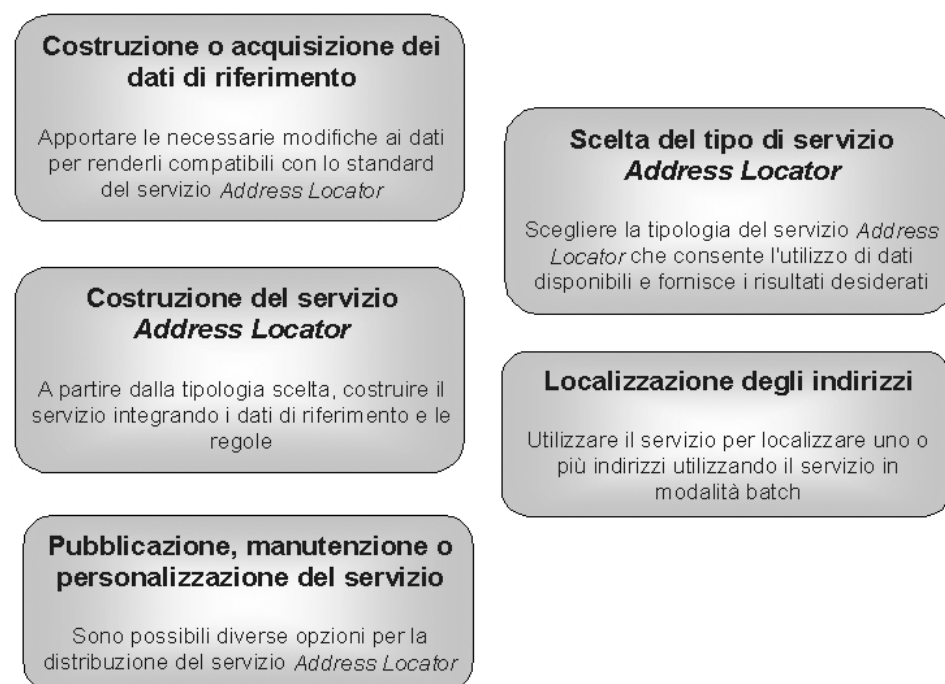 Costruzione o acquisizione dei
dati di riferimento
Apportare le necessarie modifiche ai dati
per renderli compatibili con lo standard
del servizio Address Locator
Scelta del tipo di servizio
Address Locator
Scegliere la tipologia del servizio Address
Locator che consente l'utilizzo di dati
disponibili e fornisce i risultati desiderati
Costruzione del servizio
Address Locator
A partire dalla tipologia scelta, costruire il
servizio integrando i dati di riferimento e le
regole
Localizzazione degli indirizzi
Utilizzare il servizio per localizzare uno o
più indirizzi utilizzando il servizio in
modalità batch
Pubblicazione, manutenzione o
personalizzazione del servizio
Sono possibili diverse opzioni per la
distribuzione del servizio Address Locator